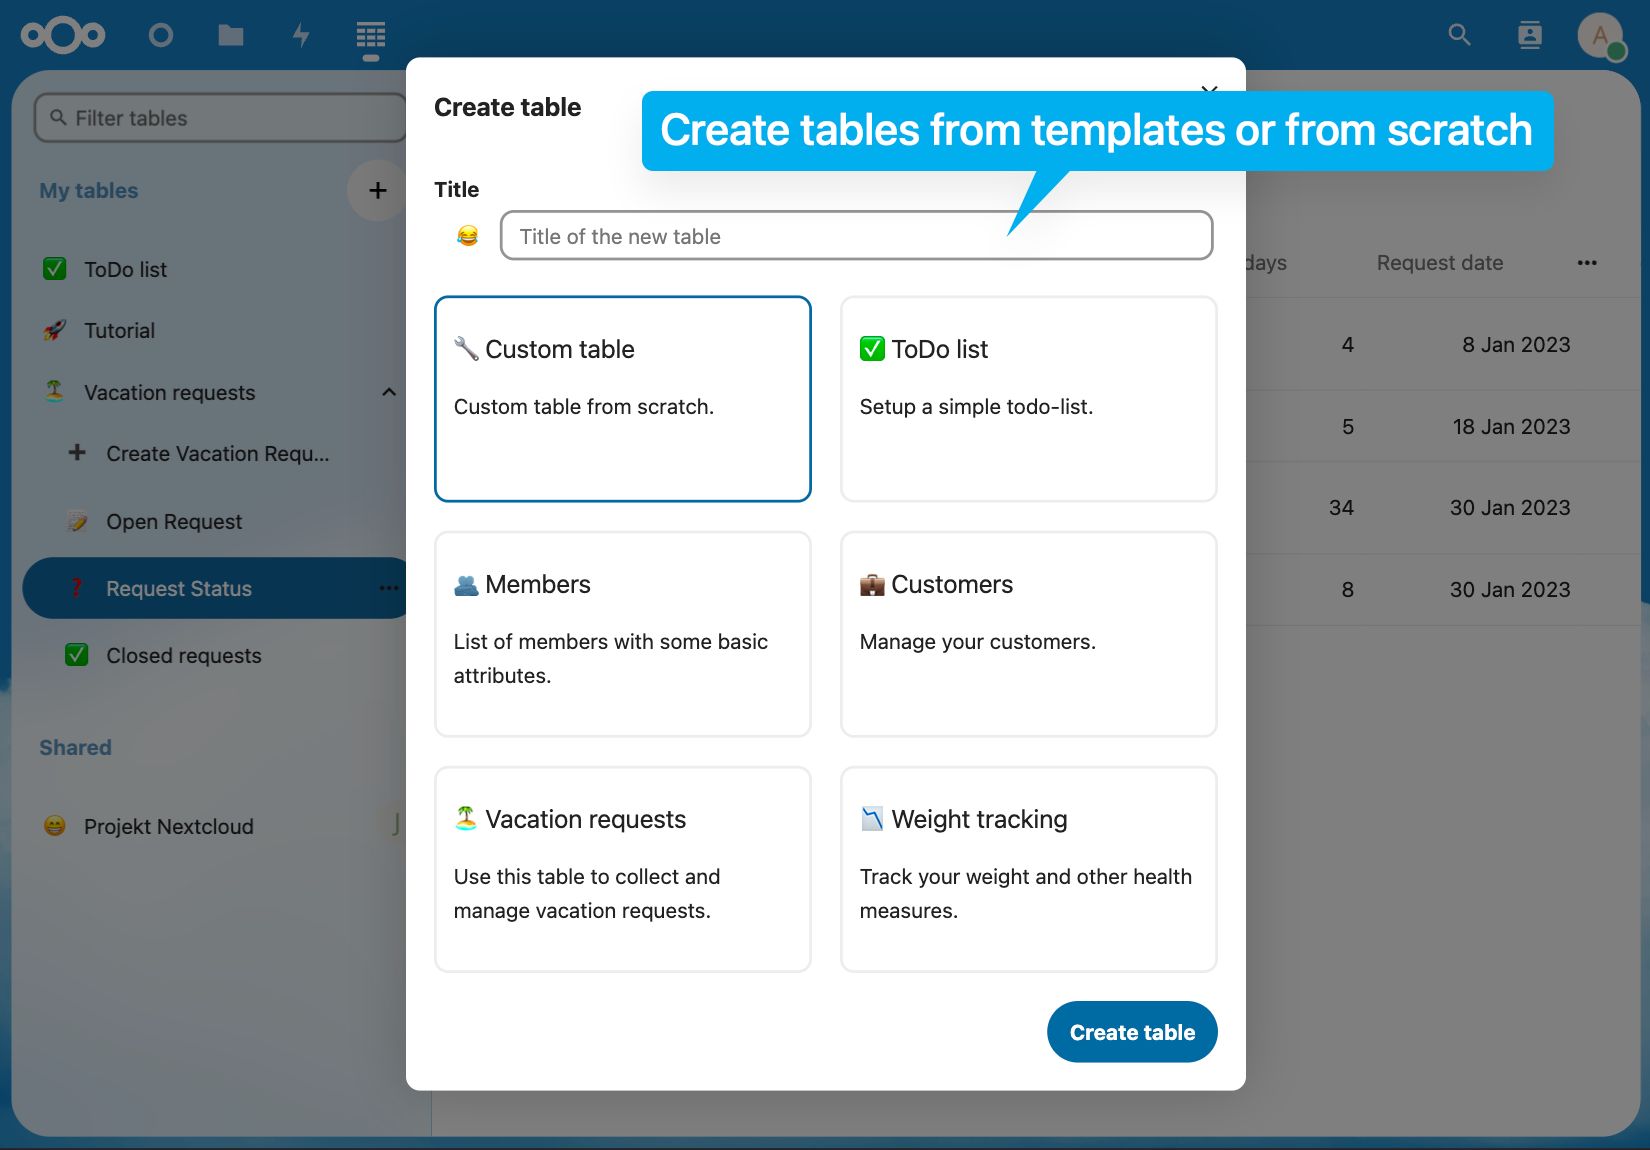 A
Filter tables
My tables
ToDo list
Tutorial
Vacation requests
Create Vacation Requ...
Open Request
Request Status
Closed requests
Shared
Projekt Nextcloud
J
Create table
Create tables from templates or from scratch
Title
Title of the new table
Custom table
Custom table from scratch.
ToDo list
Setup a simple todo-list.
Members
List of members with some basic
attributes.
Customers
Manage your customers.
Vacation requests
Use this table to collect and
manage vacation requests.
Weight tracking
Track your weight and other health
measures.
Create table
days Request date
4 8 Jan 2023
5 18 Jan 2023
34 30 Jan 2023
8 30 Jan 2023